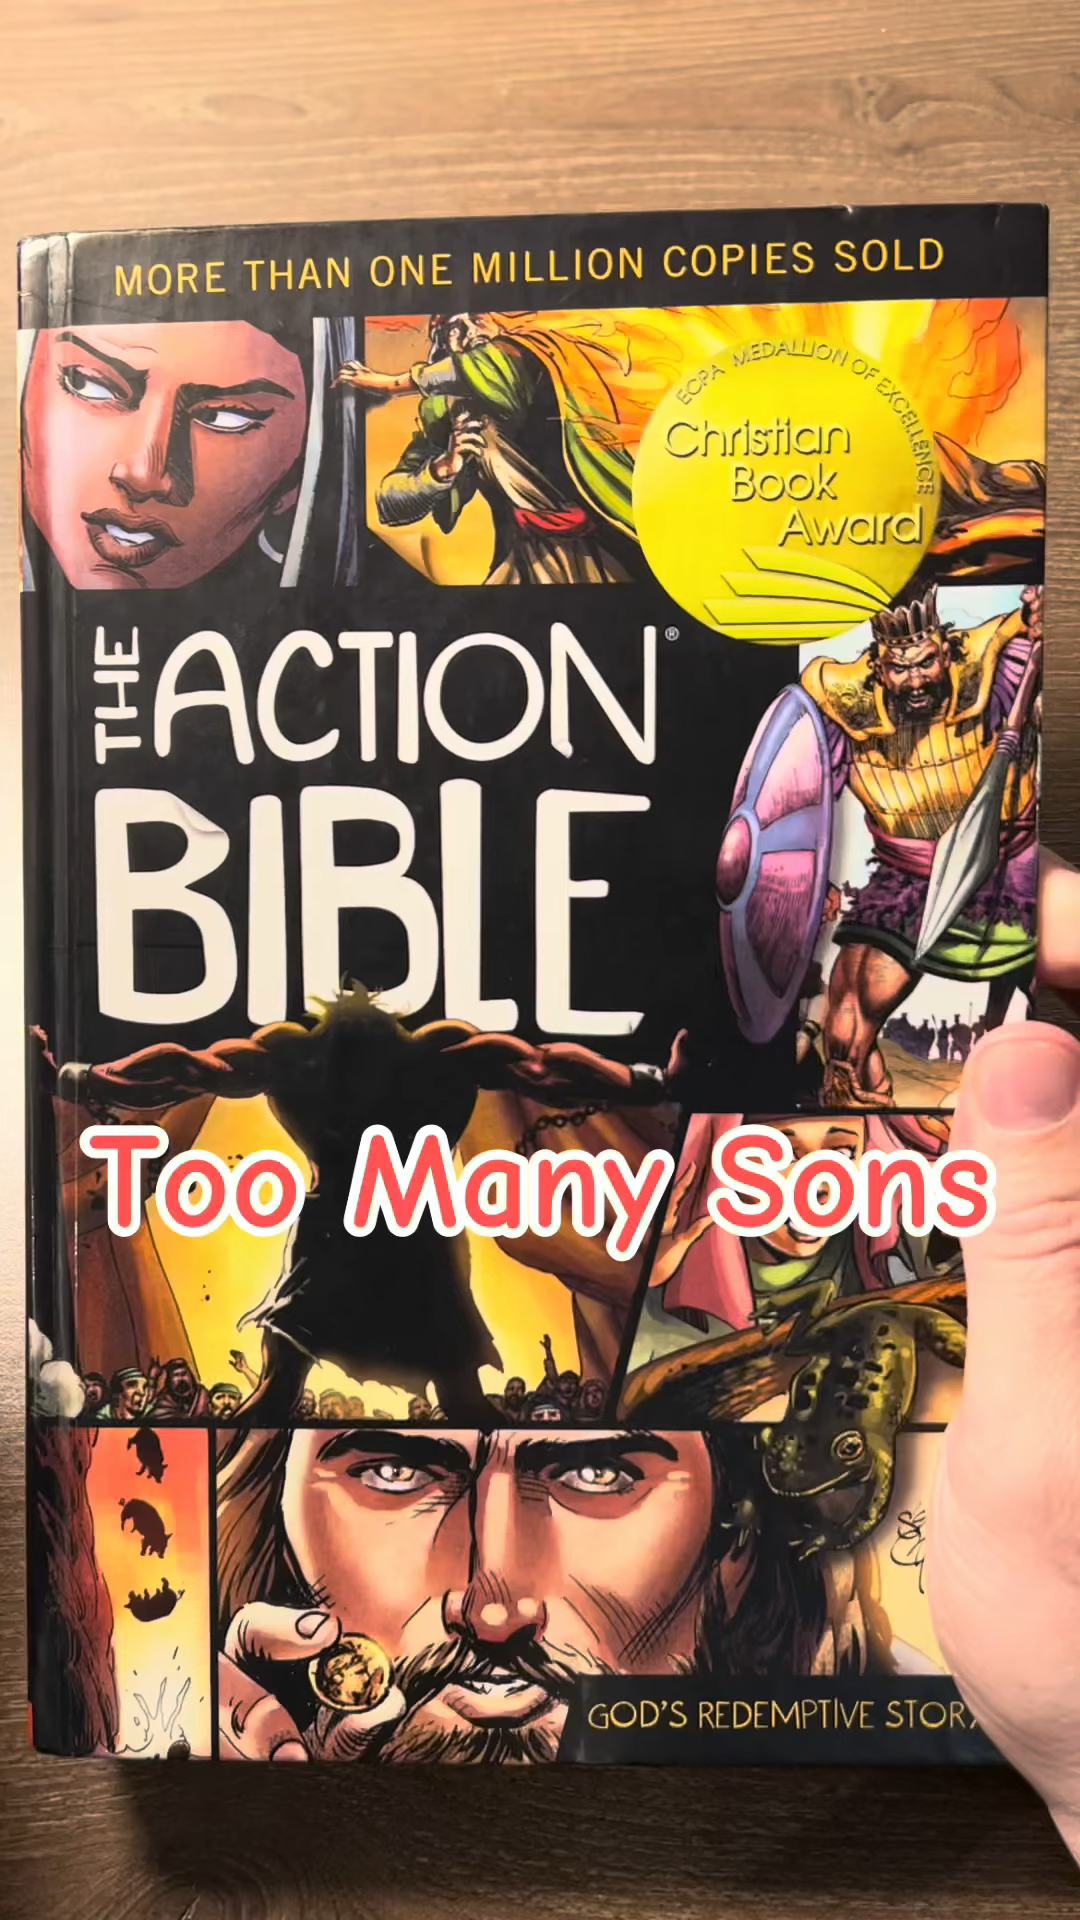 MORE THAN ONE MILLION COPIES SOLD
ECPA MEDALLION OF EXCELLENCE
Christian
Book
Award
THE ACTION®
BIBLE
Too Many Sons
GOD'S REDEMPTIVE STORY